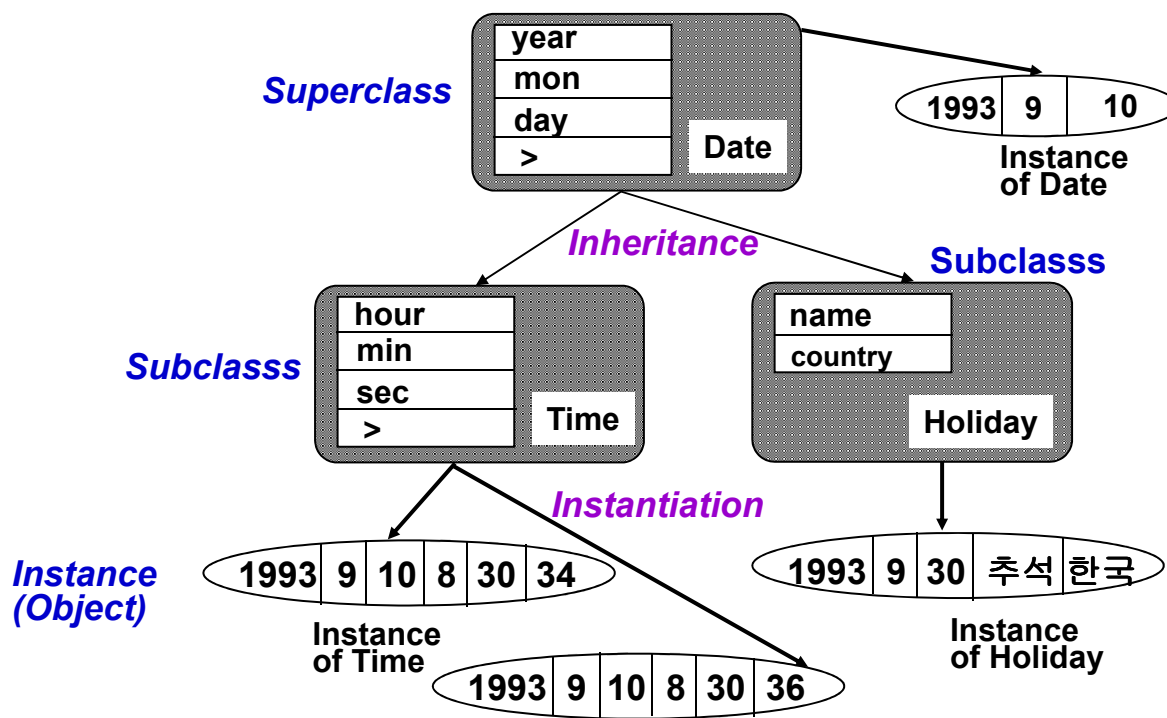 year
mon
day
>
Date
Superclass
1993 9 10
Instance
of Date
Inheritance
Subclasss
hour
min
sec
>
Time
Subclasss
name
country
Holiday
Instantiation
Instance
(Object)
1993 9 10 8 30 34
Instance
of Time
1993 9 10 8 30 36
1993 9 30 추석 한국
Instance
of Holiday